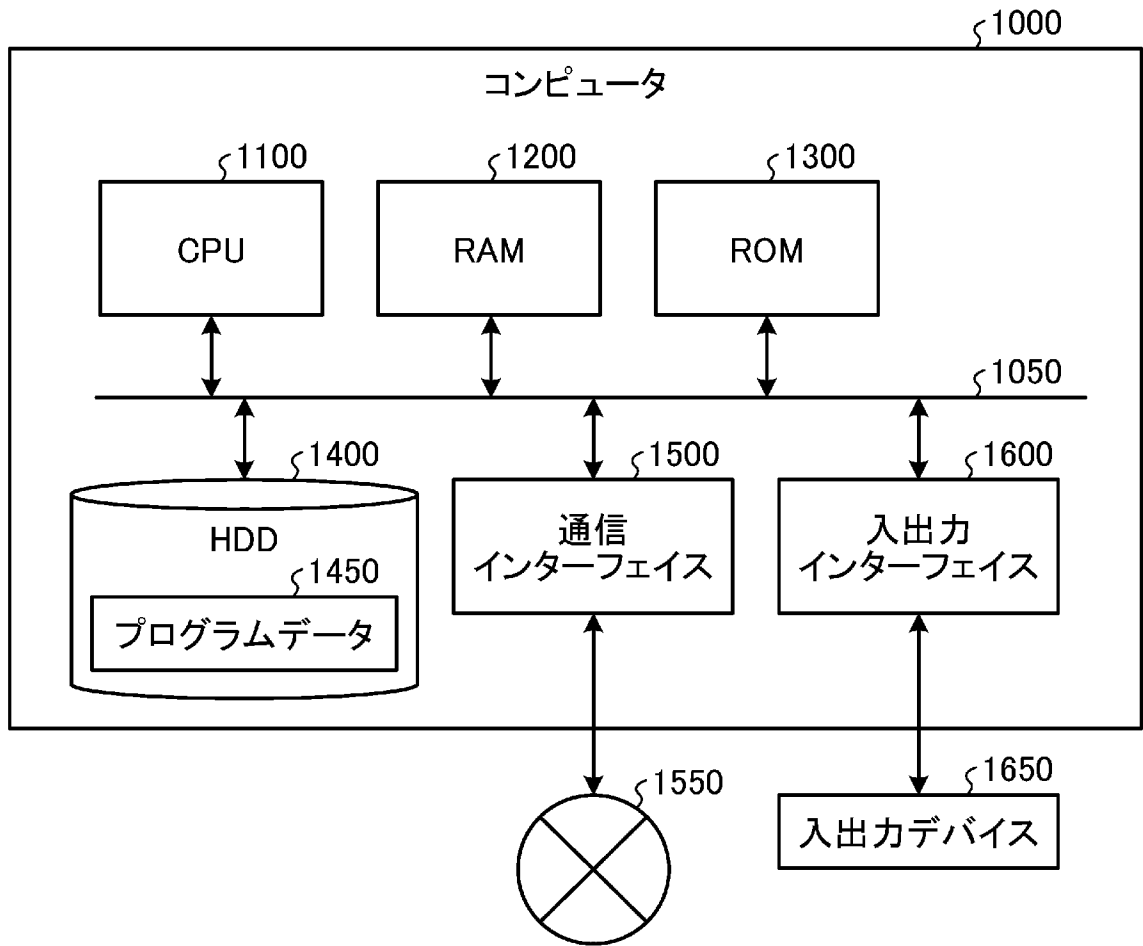 1000
コンピュータ
1100
1200
1300
CPU
RAM
ROM
1050
1400
1500
1600
HDD
通信
インターフェイス
入出力
インターフェイス
1450
プログラムデータ
1550
1650
入出力デバイス